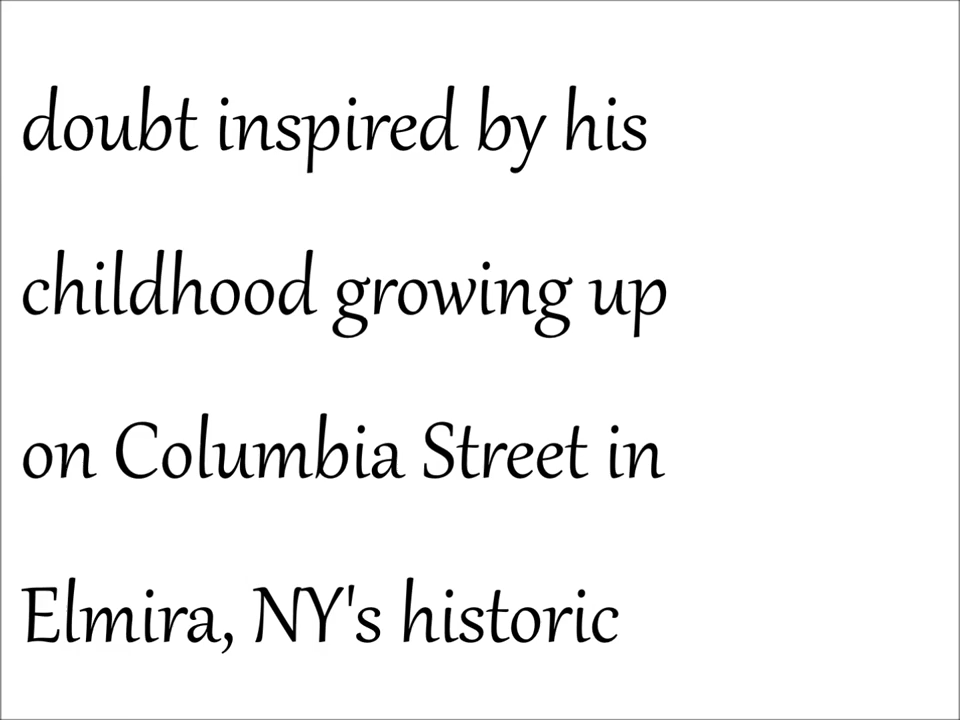 doubt inspired by his
childhood growing up
on Columbia Street in
Elmira, NY's historic